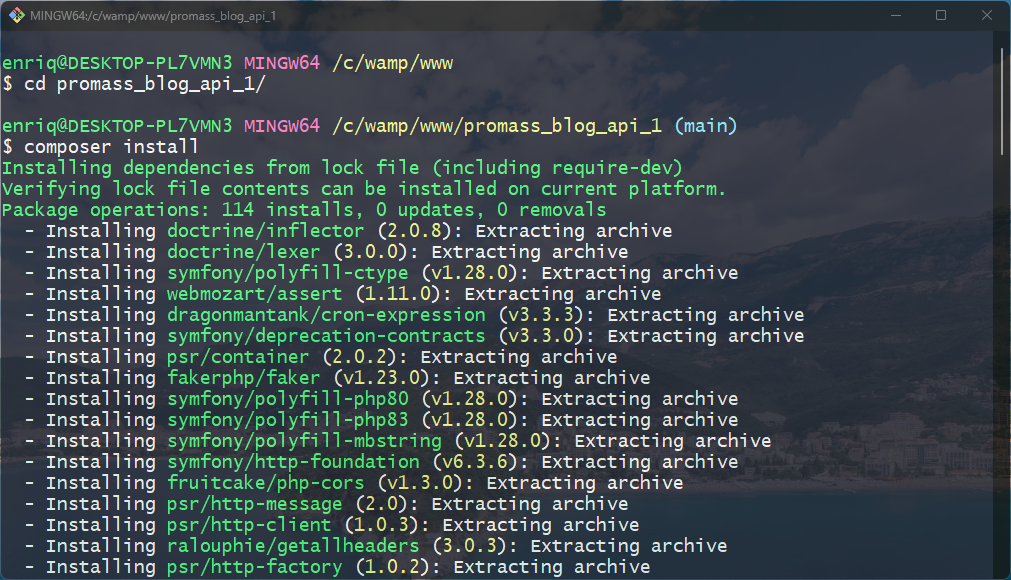 MINGW64:/c/wamp/www/promass_blog_api_1
enriq@DESKTOP-PL7VMN3 MINGW64 /c/wamp/www
$ cd promass_blog_api_1/
enriq@DESKTOP-PL7VMN3 MINGW64 /c/wamp/www/promass_blog_api_1 (main)
$ composer install
Installing dependencies from lock file (including require-dev)
Verifying lock file contents can be installed on current platform.
Package operations: 114 installs, 0 updates, 0 removals
  - Installing doctrine/inflector (2.0.8): Extracting archive
  - Installing doctrine/lexer (3.0.0): Extracting archive
  - Installing symfony/polyfill-ctype (v1.28.0): Extracting archive
  - Installing webmozart/assert (1.11.0): Extracting archive
  - Installing dragonmantank/cron-expression (v3.3.3): Extracting archive
  - Installing symfony/deprecation-contracts (v3.3.0): Extracting archive
  - Installing psr/container (2.0.2): Extracting archive
  - Installing fakerphp/faker (v1.23.0): Extracting archive
  - Installing symfony/polyfill-php80 (v1.28.0): Extracting archive
  - Installing symfony/polyfill-php83 (v1.28.0): Extracting archive
  - Installing symfony/polyfill-mbstring (v1.28.0): Extracting archive
  - Installing symfony/http-foundation (v6.3.6): Extracting archive
  - Installing fruitcake/php-cors (v1.3.0): Extracting archive
  - Installing psr/http-message (2.0): Extracting archive
  - Installing psr/http-client (1.0.3): Extracting archive
  - Installing ralouphie/getallheaders (3.0.3): Extracting archive
  - Installing psr/http-factory (1.0.2): Extracting archive